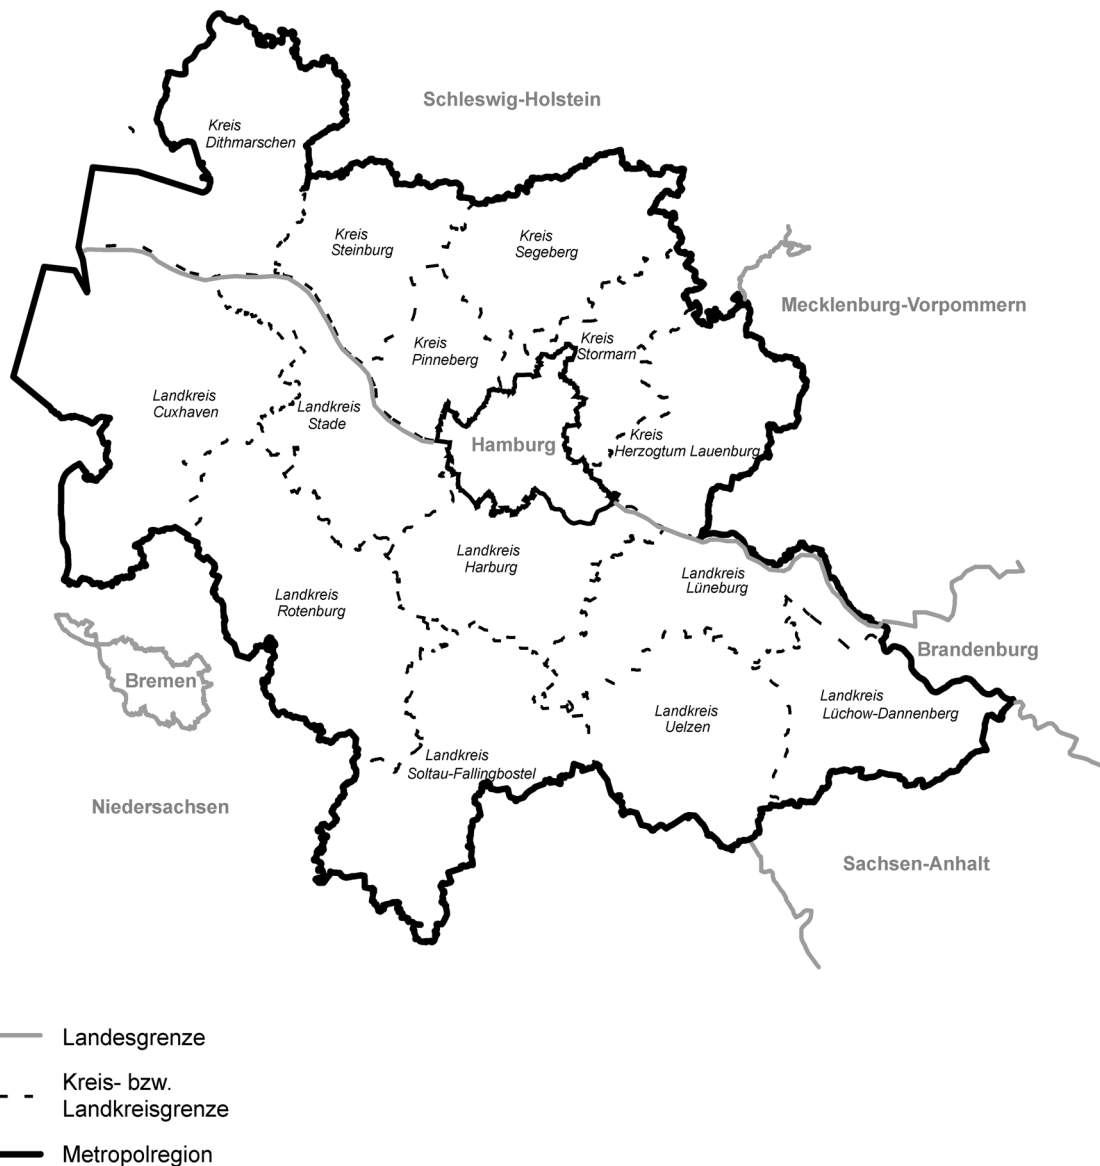 Schleswig-Holstein
Kreis
Dithmarschen
Kreis
Steinburg
Kreis
Segeberg
Mecklenburg-Vorpommern
Kreis
Pinneberg
Kreis
Stormarn
Landkreis
Cuxhaven
Landkreis
Stade
Hamburg
Kreis
Herzogtum Lauenburg
Landkreis
Harburg
Landkreis
Lüneburg
Landkreis
Rotenburg
Brandenburg
Bremen
Landkreis
Lüchow-Dannenberg
Landkreis
Uelzen
Landkreis
Soltau-Fallingbostel
Niedersachsen
Sachsen-Anhalt
Landesgrenze
Kreis- bzw.
Landkreisgrenze
Metropolregion